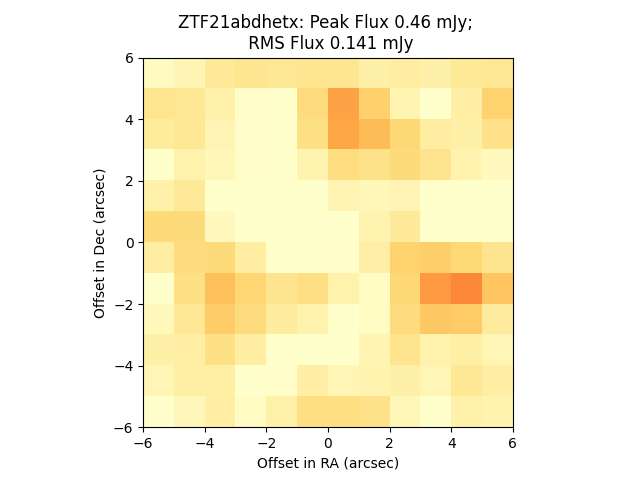 ZTF21abdhetx: Peak Flux 0.46 mJy;
RMS Flux 0.141 mJy
6
4
2
0
−2
−4
−6
Offset in Dec (arcsec)
−6 −4 −2 0 2 4 6
Offset in RA (arcsec)